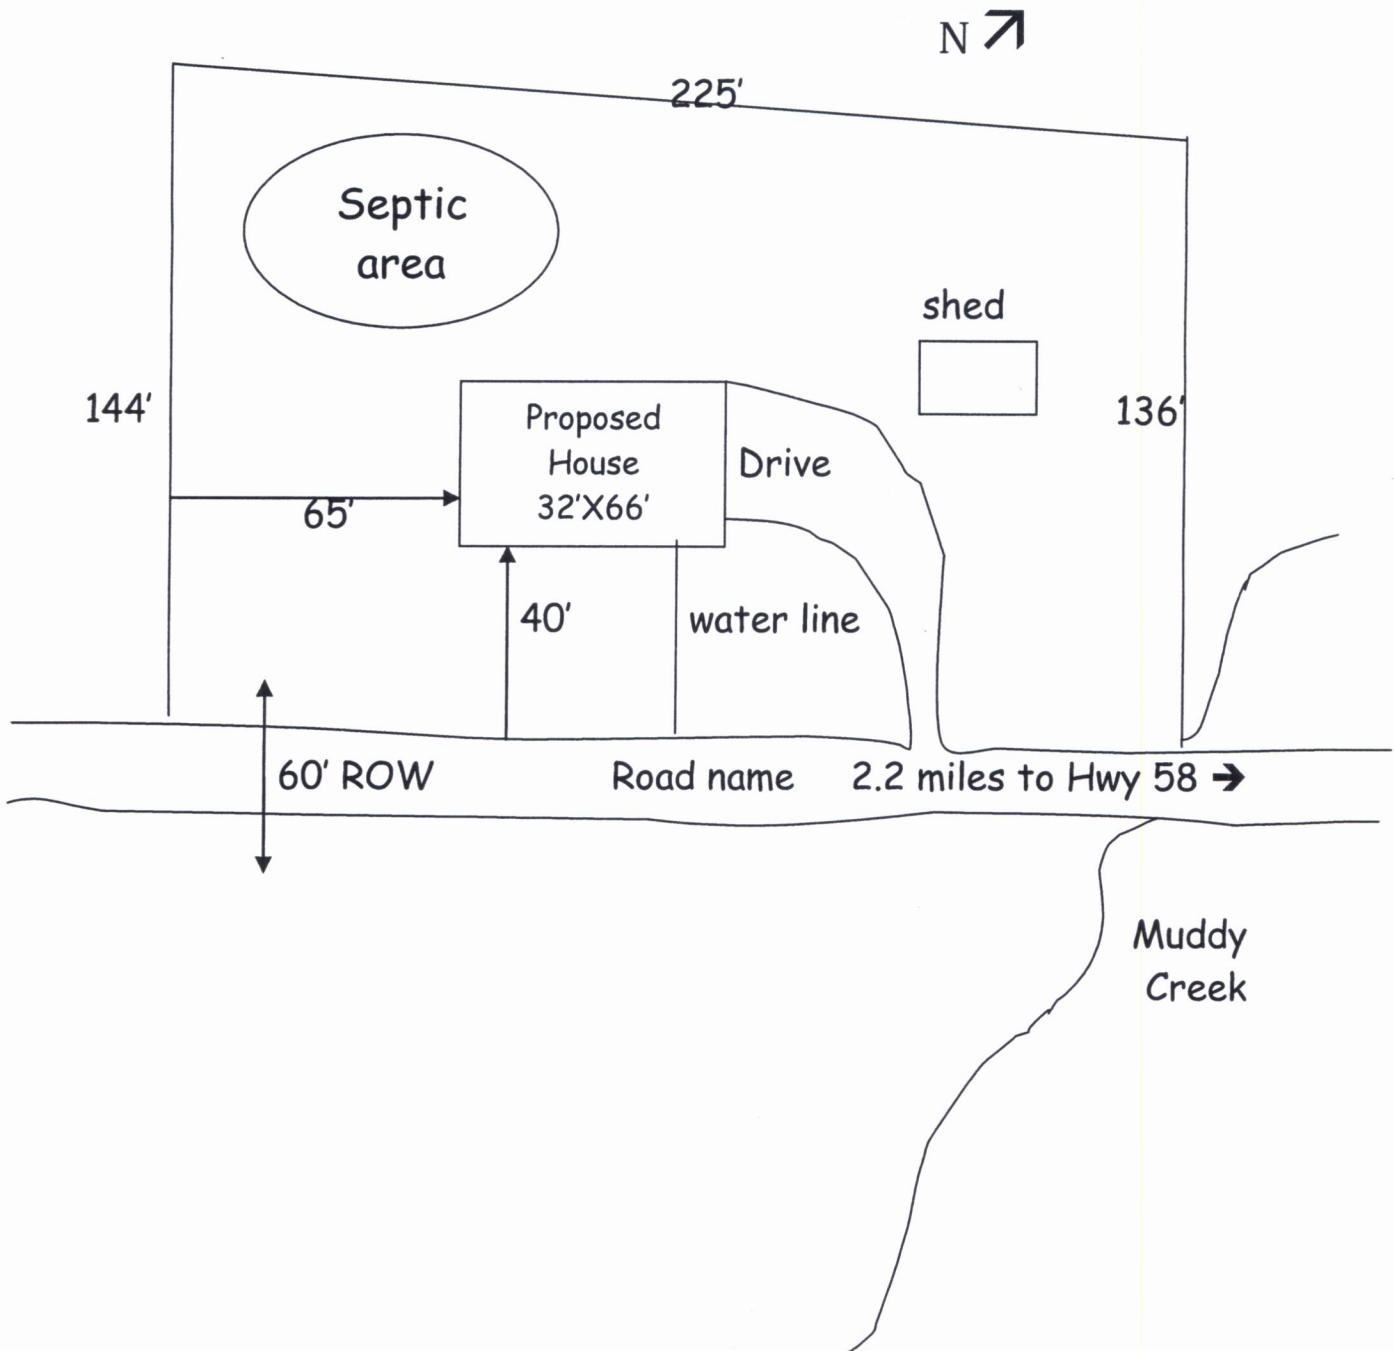 N
225'
Septic
area
shed
144'
136'
Proposed
House
32'X66'
Drive
65'
40'
water line
60' ROW
Road name
2.2 miles to Hwy 58
Muddy
Creek